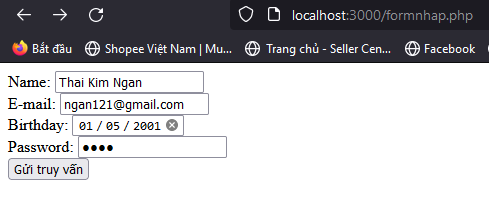 localhost:3000/formnhap.php
Bắt đầu Shopee Việt Nam | Mu... Trang chủ - Seller Cen... Facebook
Name: Thai Kim Ngan
E-mail: ngan121@gmail.com
Birthday: 01 / 05 / 2001
Password: ●●●●
Gửi truy vấn